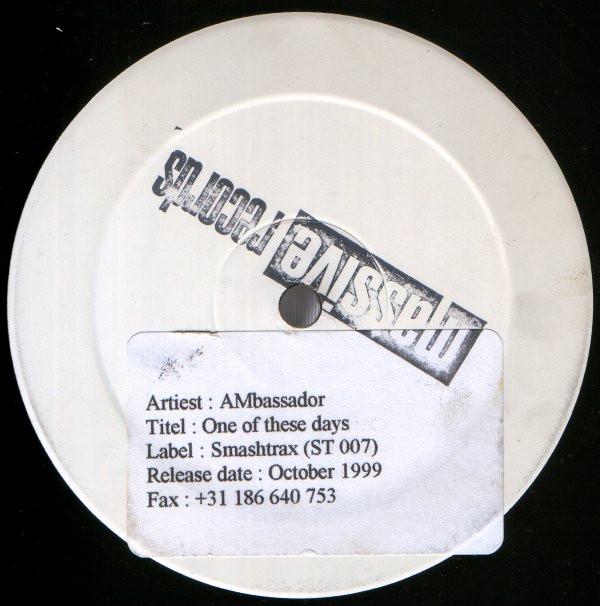 massive records
Artiest : AMbassador
Titel : One of these days
Label : Smashtrax (ST 007)
Release date : October 1999
Fax : +31 186 640 753